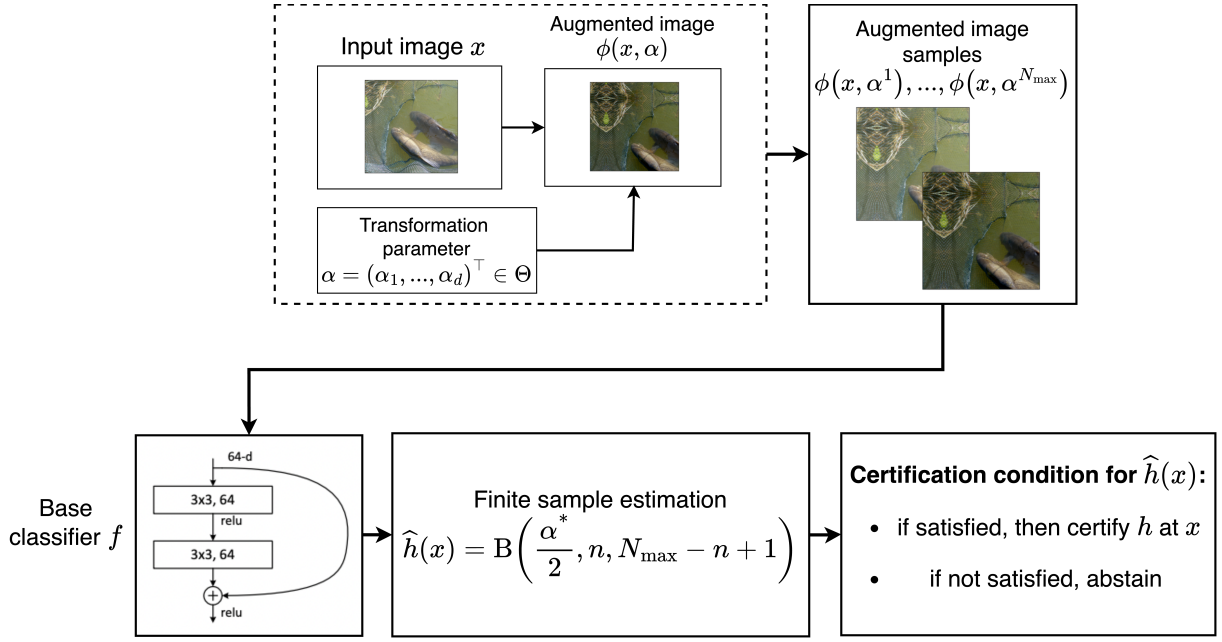 Input image x
Augmented image
ϕ(x, α)
Transformation
parameter
α = (α₁, ..., α_d)^⊤ ∈ Θ
Augmented image
samples
ϕ(x, α¹), ..., ϕ(x, α^{N_max})
Base
classifier f
64-d
3x3, 64
relu
3x3, 64
+
relu
Finite sample estimation
ĥ(x) = B(α*/2, n, N_max − n + 1)
Certification condition for ĥ(x):
• if satisfied, then certify h at x
• if not satisfied, abstain